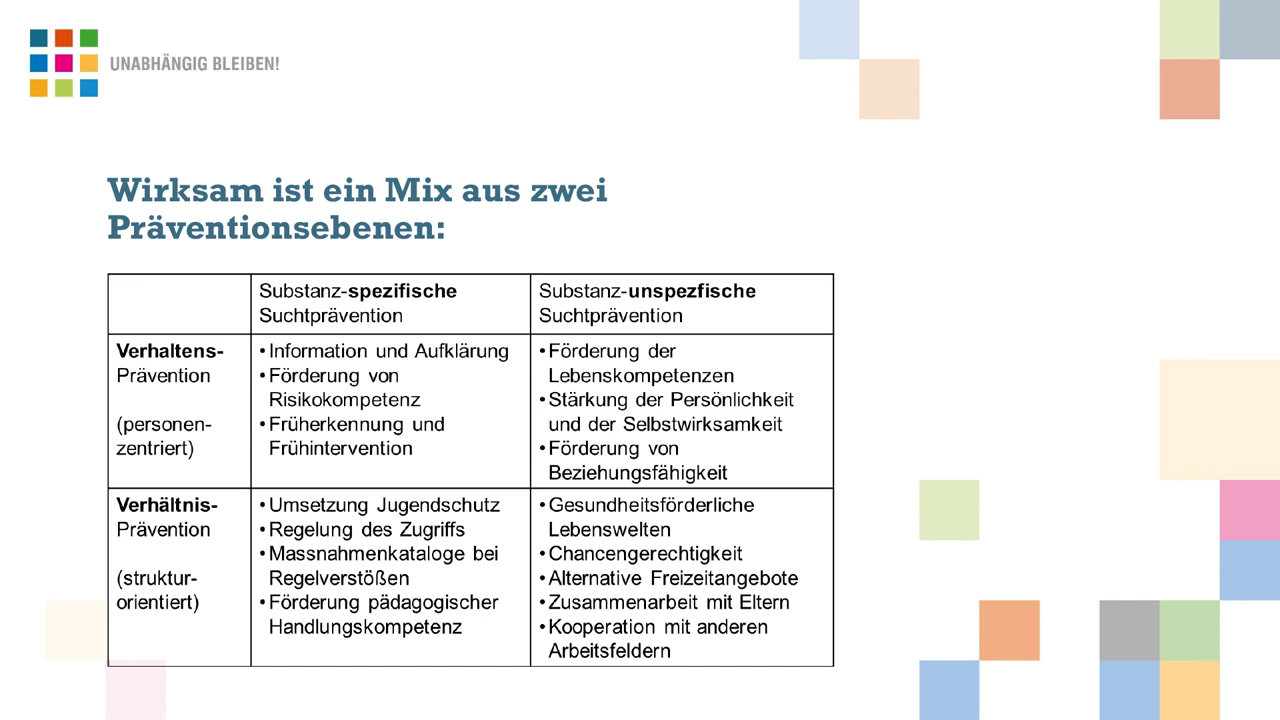 UNABHÄNGIG BLEIBEN!
Wirksam ist ein Mix aus zwei
Präventionsebenen:
Substanz-spezifische
Suchtprävention
Substanz-unspezfische
Suchtprävention
Verhaltens-
Prävention
(personen-
zentriert)
• Information und Aufklärung
• Förderung von
Risikokompetenz
• Früherkennung und
Frühintervention
• Förderung der
Lebenskompetenzen
• Stärkung der Persönlichkeit
und der Selbstwirksamkeit
• Förderung von
Beziehungsfähigkeit
Verhältnis-
Prävention
(struktur-
orientiert)
• Umsetzung Jugendschutz
• Regelung des Zugriffs
• Massnahmenkataloge bei
Regelverstößen
• Förderung pädagogischer
Handlungskompetenz
• Gesundheitsförderliche
Lebenswelten
• Chancengerechtigkeit
• Alternative Freizeitangebote
• Zusammenarbeit mit Eltern
• Kooperation mit anderen
Arbeitsfeldern